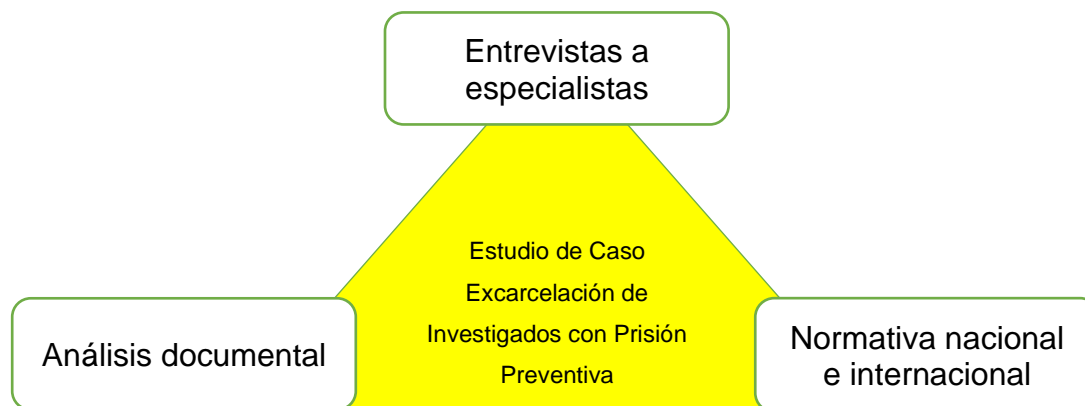 Entrevistas a
especialistas
Estudio de Caso
Excarcelación de
Investigados con Prisión
Preventiva
Análisis documental
Normativa nacional
e internacional